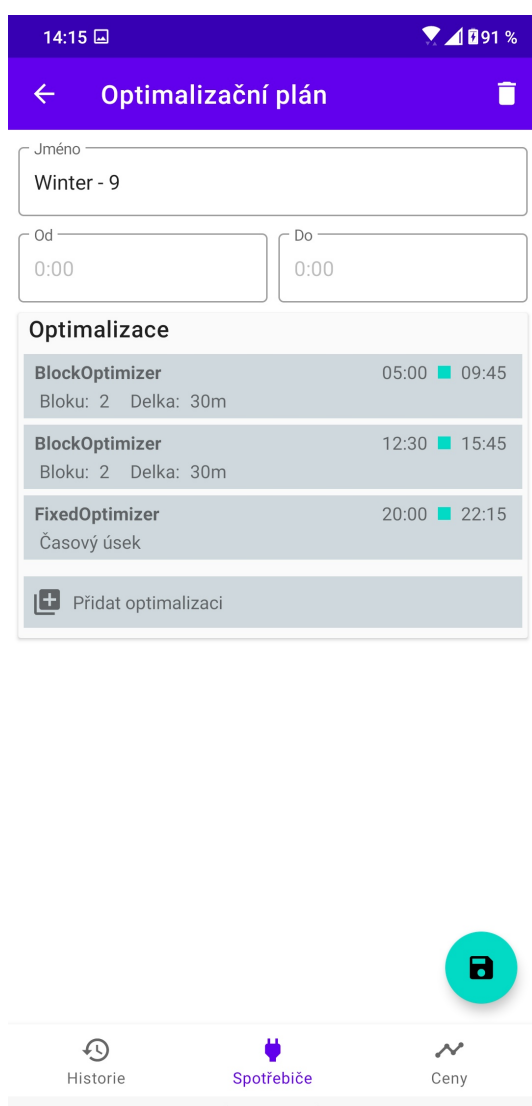 14:15 91 %
Optimalizační plán
Jméno
Winter - 9
Od Do
0:00 0:00
Optimalizace
BlockOptimizer 05:00 09:45
Bloku: 2 Delka: 30m
BlockOptimizer 12:30 15:45
Bloku: 2 Delka: 30m
FixedOptimizer 20:00 22:15
Časový úsek
Přidat optimalizaci
Historie Spotřebiče Ceny